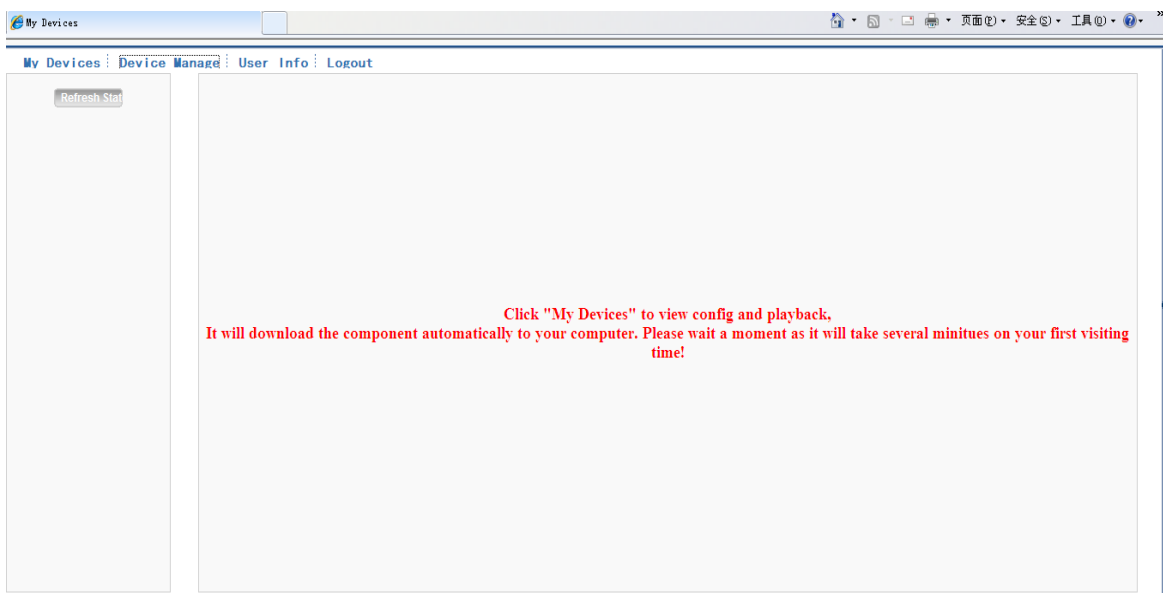 My Devices
页面(P) 安全(S) 工具(O) »
My Devices Device Manage User Info Logout
Refresh Stat
Click "My Devices" to view config and playback,
It will download the component automatically to your computer. Please wait a moment as it will take several minitues on your first visiting
time!